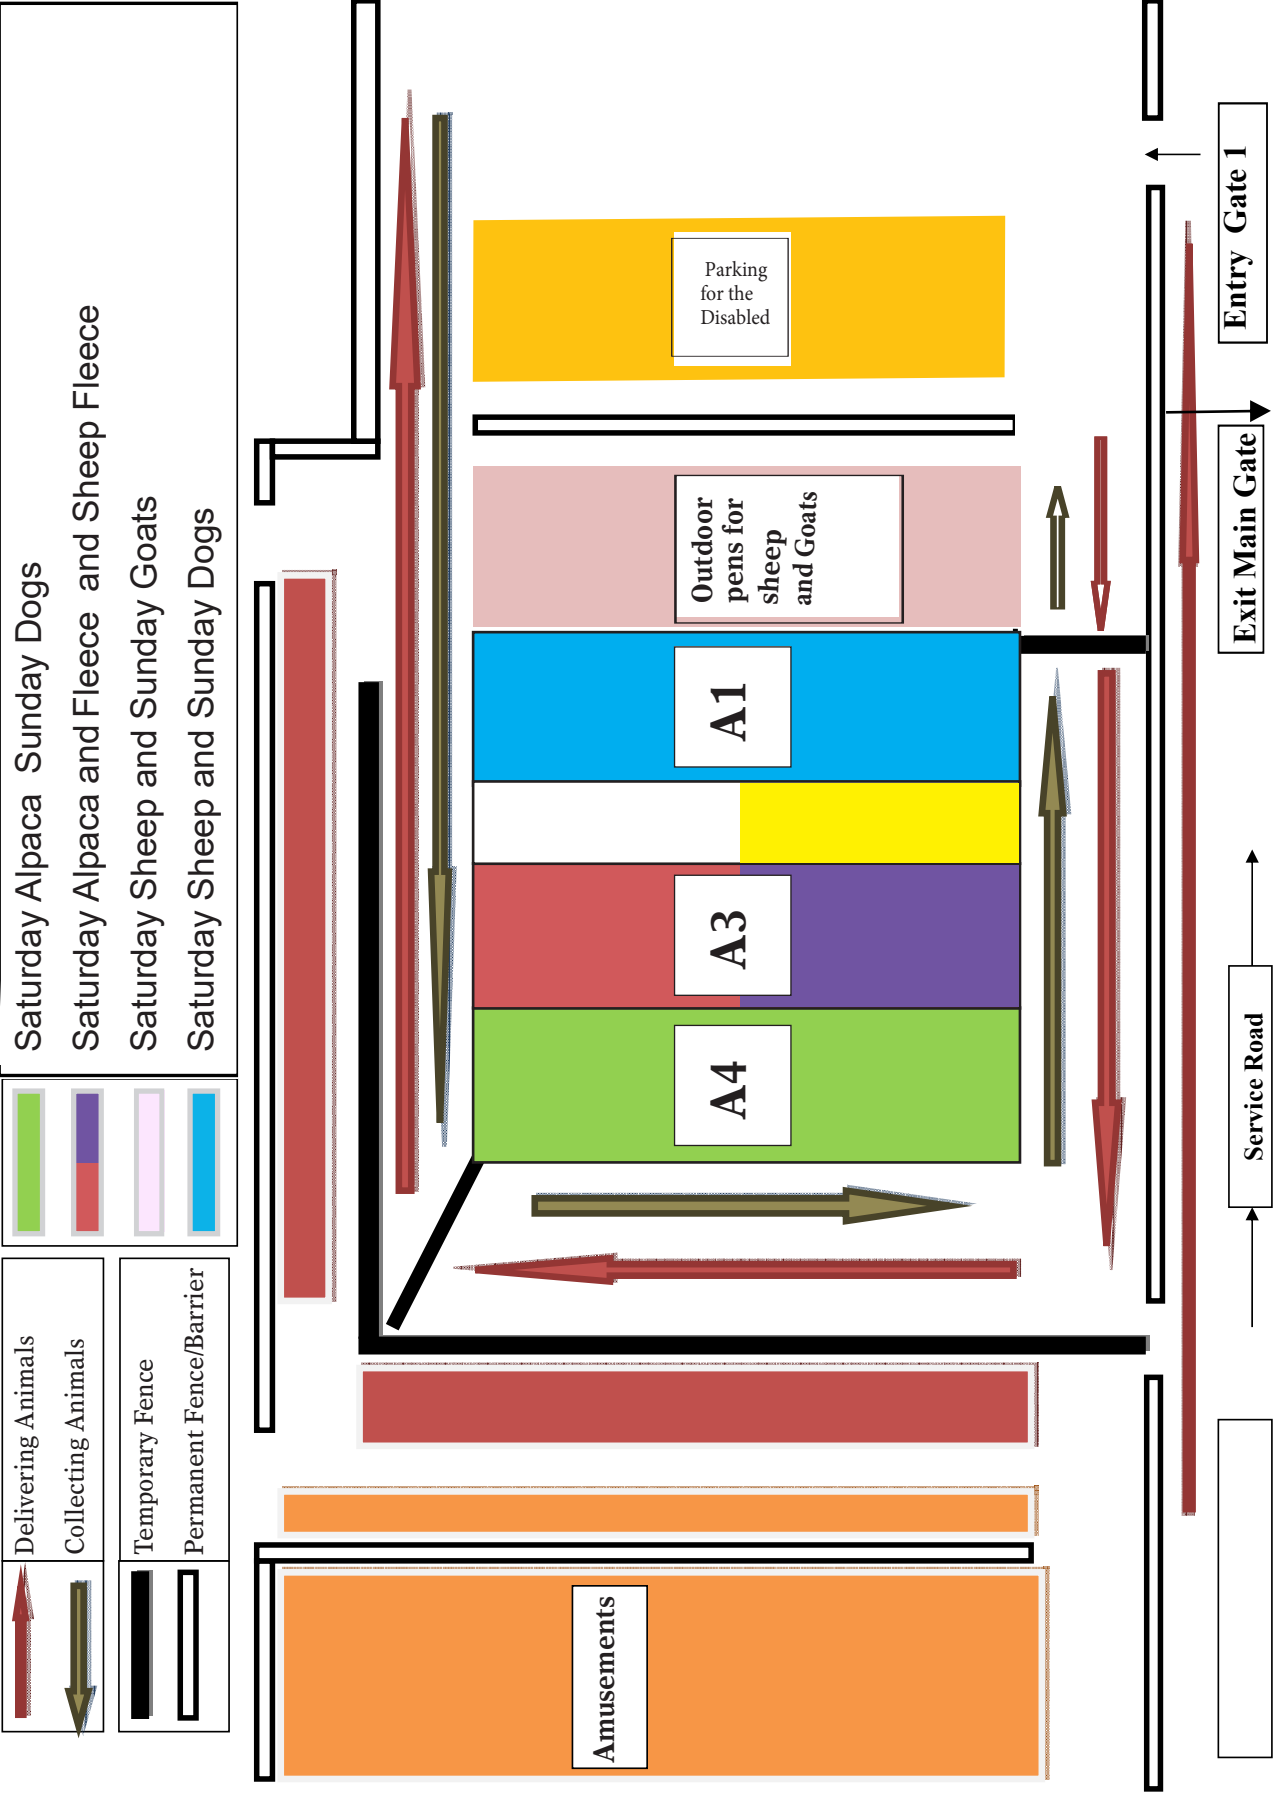 Delivering Animals
Collecting Animals
Temporary Fence
Permanent Fence/Barrier
Saturday Alpaca Sunday Dogs
Saturday Alpaca and Fleece and Sheep Fleece
Saturday Sheep and Sunday Goats
Saturday Sheep and Sunday Dogs
Amusements
A4
A3
A1
Outdoor
pens for
sheep
and Goats
Parking
for the
Disabled
Service Road
Exit Main Gate
Entry Gate 1